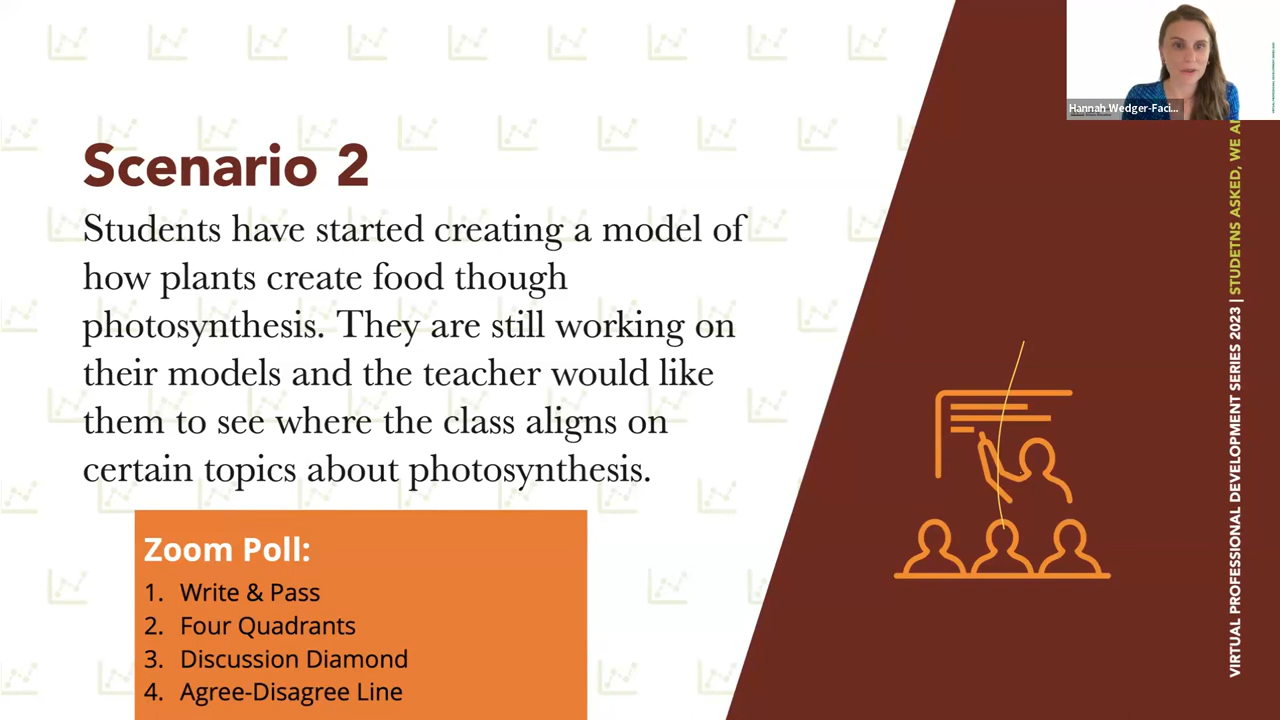 Scenario 2
Students have started creating a model of
how plants create food though
photosynthesis. They are still working on
their models and the teacher would like
them to see where the class aligns on
certain topics about photosynthesis.
Zoom Poll:
1. Write & Pass
2. Four Quadrants
3. Discussion Diamond
4. Agree-Disagree Line
Hannah Wedger-Faci...
VIRTUAL PROFESSIONAL DEVELOPMENT SERIES 2023 | STUDETNS ASKED, WE